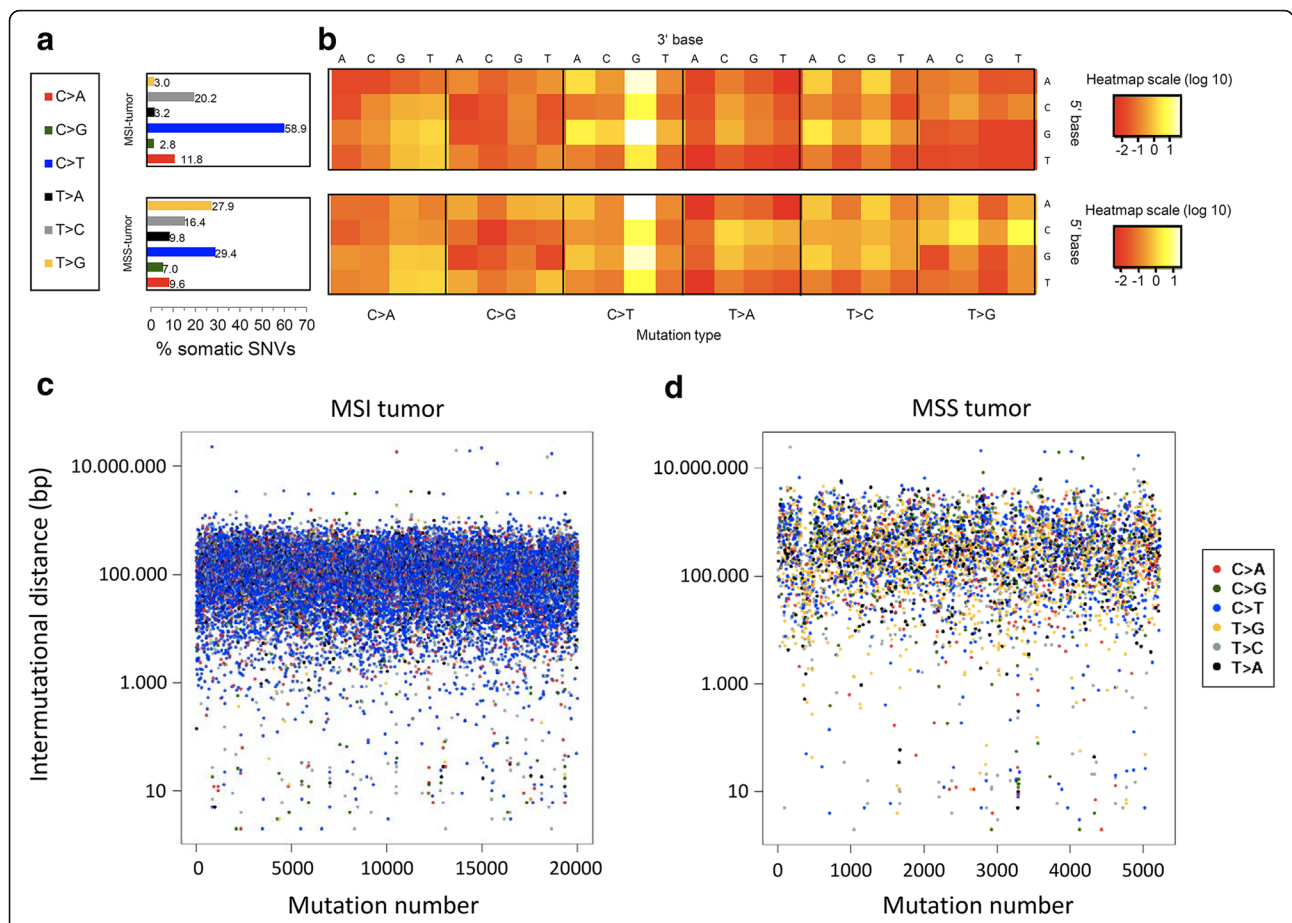 a
C>A
C>G
C>T
T>A
T>C
T>G
MSI-tumor
3.0
20.2
3.2
58.9
2.8
11.8
MSS-tumor
27.9
16.4
9.8
29.4
7.0
9.6
0 10 20 30 40 50 60 70
% somatic SNVs
b
3' base
A C G T A C G T A C G T A C G T A C G T A C G T
A
C
G
T
5' base
Heatmap scale (log 10)
-2 -1 0 1
A
C
G
T
5' base
Heatmap scale (log 10)
-2 -1 0 1
C>A C>G C>T T>A T>C T>G
Mutation type
c
MSI tumor
Intermutational distance (bp)
10.000.000
100.000
1.000
10
0 5000 10000 15000 20000
Mutation number
d
MSS tumor
10.000.000
100.000
1.000
10
0 1000 2000 3000 4000 5000
Mutation number
C>A
C>G
C>T
T>G
T>C
T>A